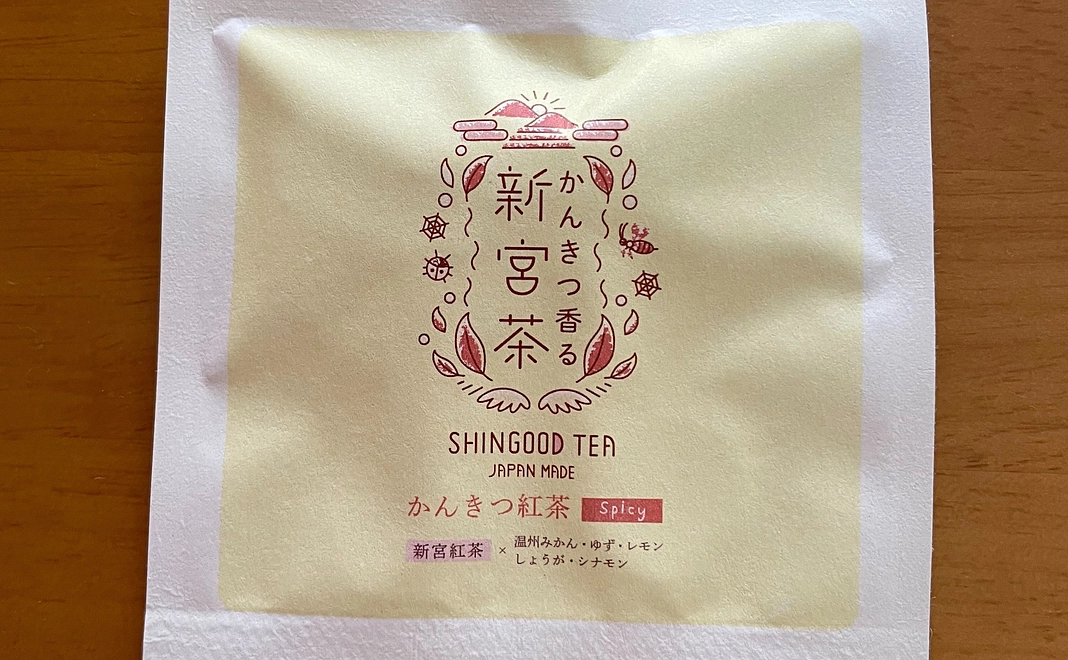 かんきつ香る
新宮茶
SHINGOOD TEA
JAPAN MADE
かんきつ紅茶 Spicy
新宮紅茶 × 温州みかん・ゆず・レモン
しょうが・シナモン